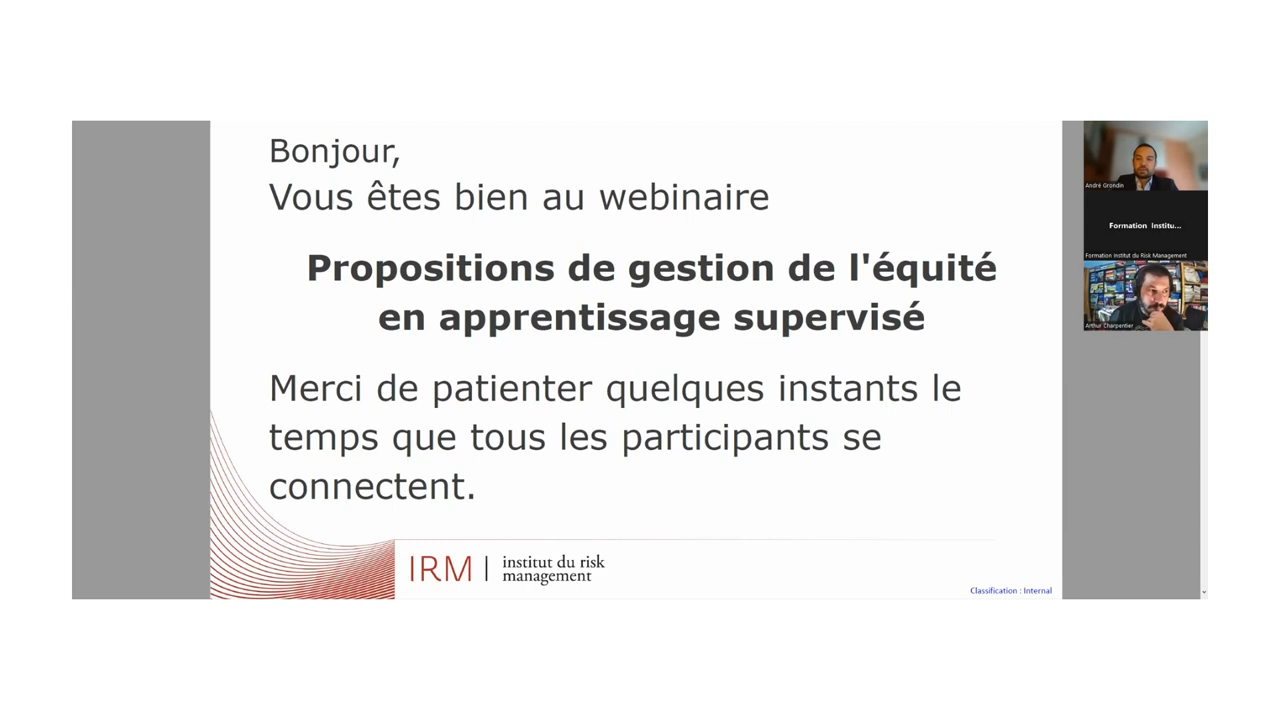 Bonjour,
Vous êtes bien au webinaire
Propositions de gestion de l'équité
en apprentissage supervisé
Merci de patienter quelques instants le
temps que tous les participants se
connectent.
IRM | institut du risk
management
Classification : Internal
André Grondin
Formation Institu...
Formation Institut du Risk Management
Arthur Charpentier